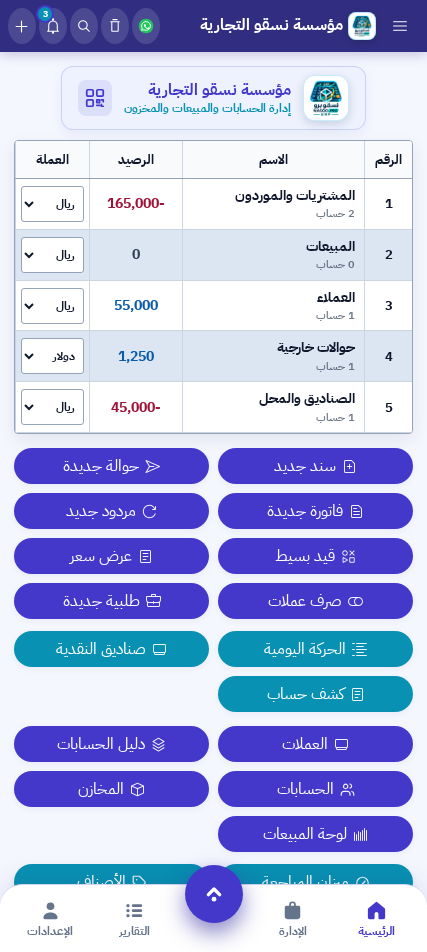 مؤسسة نسقو التجارية
3
مؤسسة نسقو التجارية
إدارة الحسابات والمبيعات والمخزون
الرقم الاسم الرصيد العملة
1 المشتريات والموردون -165,000 ريال
2 حساب
2 المبيعات 0 ريال
0 حساب
3 العملاء 55,000 ريال
1 حساب
4 حوالات خارجية 1,250 دولار
1 حساب
5 الصناديق والمحل -45,000 ريال
1 حساب
سند جديد حوالة جديدة
فاتورة جديدة مردود جديد
قيد بسيط عرض سعر
صرف عملات طلبية جديدة
الحركة اليومية صناديق النقدية
كشف حساب
العملات دليل الحسابات
الحسابات المخازن
لوحة المبيعات
ميزان المراجعة الأصناف
الرئيسية الإدارة التقارير الإعدادات